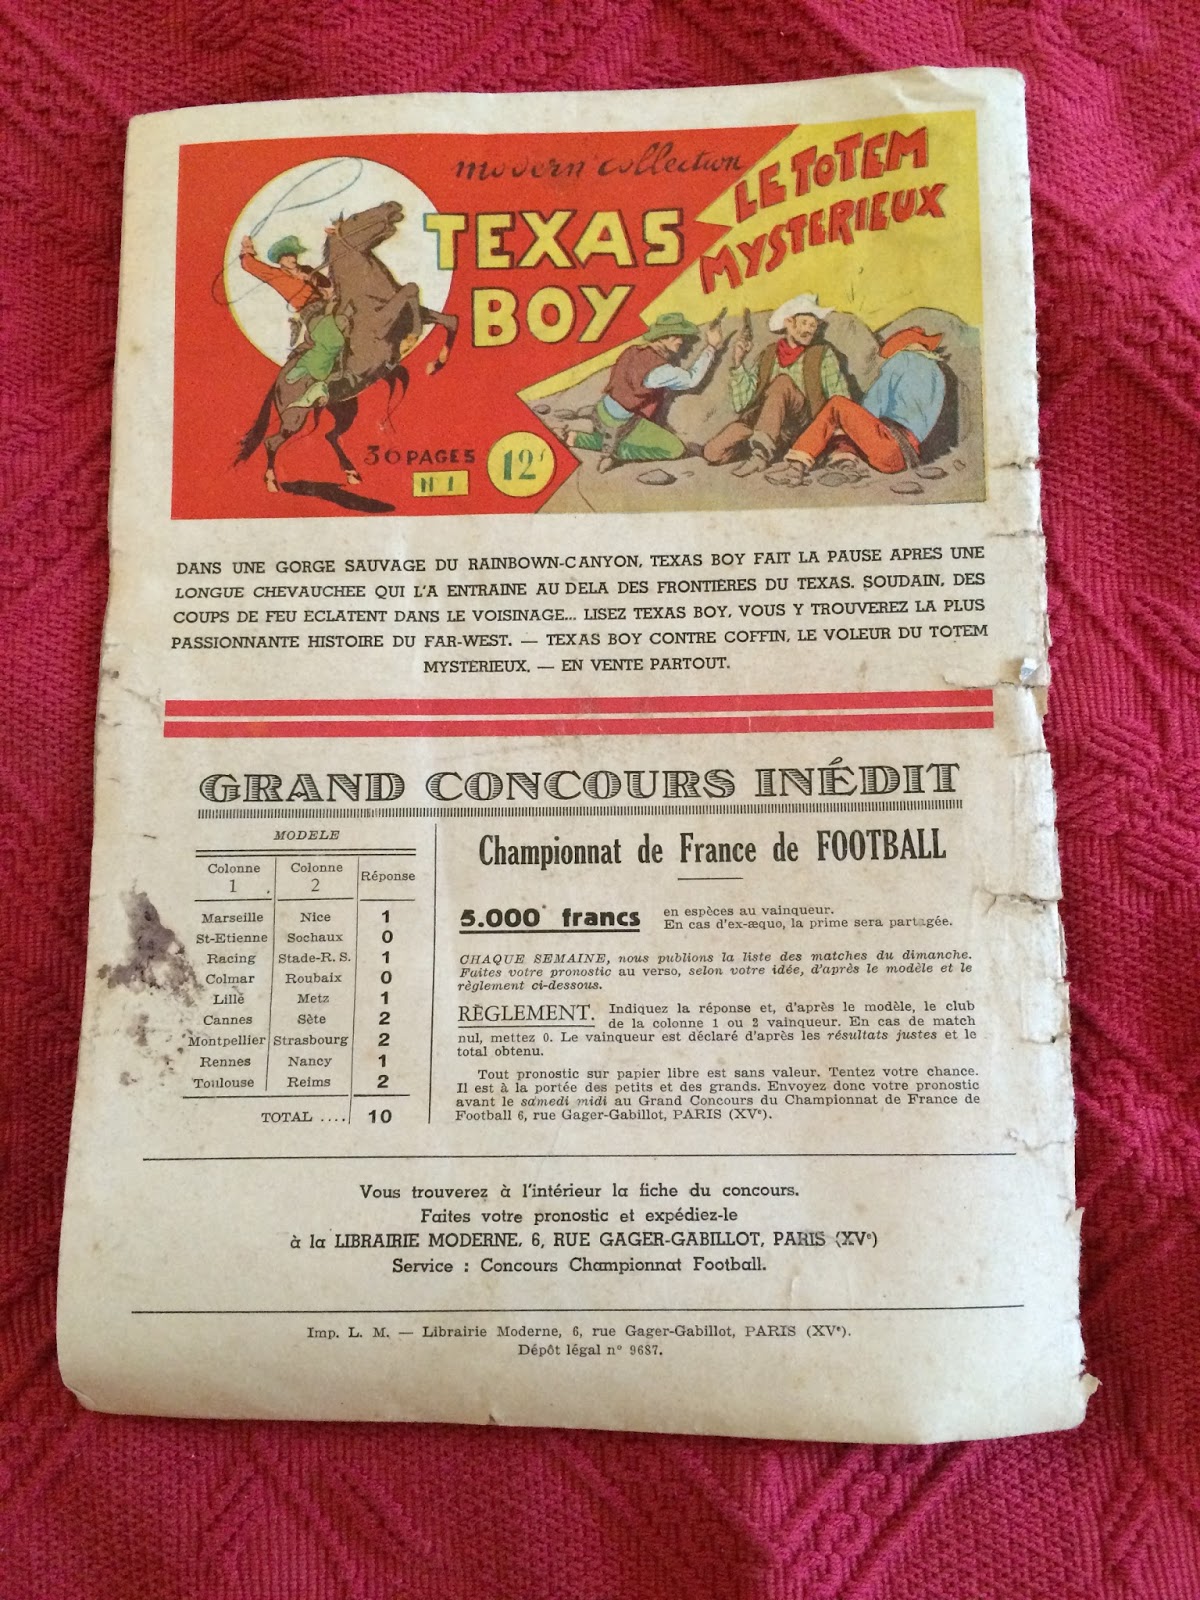 modern collection
TEXAS
BOY
LE TOTEM
MYSTERIEUX
36 PAGES
N° 1
12f
DANS UNE GORGE SAUVAGE DU RAINBOWN-CANYON, TEXAS BOY FAIT LA PAUSE APRES UNE
LONGUE CHEVAUCHEE QUI L'A ENTRAINE AU DELA DES FRONTIÈRES DU TEXAS. SOUDAIN, DES
COUPS DE FEU ECLATENT DANS LE VOISINAGE... LISEZ TEXAS BOY, VOUS Y TROUVEREZ LA PLUS
PASSIONNANTE HISTOIRE DU FAR-WEST. — TEXAS BOY CONTRE COFFIN, LE VOLEUR DU TOTEM
MYSTERIEUX. — EN VENTE PARTOUT.
GRAND CONCOURS INÉDIT
MODELE
Colonne 1 Colonne 2 Réponse
Marseille Nice 1
St-Etienne Sochaux 0
Racing Stade-R. S. 1
Colmar Roubaix 0
Lille Metz 1
Cannes Sète 2
Montpellier Strasbourg 2
Rennes Nancy 1
Toulouse Reims 2
TOTAL .... 10
Championnat de France de FOOTBALL
5.000 francs
en espèces au vainqueur.
En cas d'ex-æquo, la prime sera partagée.
CHAQUE SEMAINE, nous publions la liste des matches du dimanche.
Faites votre pronostic au verso, selon votre idée, d'après le modèle et le
règlement ci-dessous.
RÈGLEMENT. Indiquez la réponse et, d'après le modèle, le club
de la colonne 1 ou 2 vainqueur. En cas de match
nul, mettez 0. Le vainqueur est déclaré d'après les résultats justes et le
total obtenu.
Tout pronostic sur papier libre est sans valeur. Tentez votre chance.
Il est à la portée des petits et des grands. Envoyez donc votre pronostic
avant le samedi midi au Grand Concours du Championnat de France de
Football 6, rue Gager-Gabillot, PARIS (XVe).
Vous trouverez à l'intérieur la fiche du concours.
Faites votre pronostic et expédiez-le
à la LIBRAIRIE MODERNE, 6, RUE GAGER-GABILLOT, PARIS (XVe)
Service : Concours Championnat Football.
Imp. L. M. — Librairie Moderne, 6, rue Gager-Gabillot, PARIS (XVe).
Dépôt légal n° 9687.